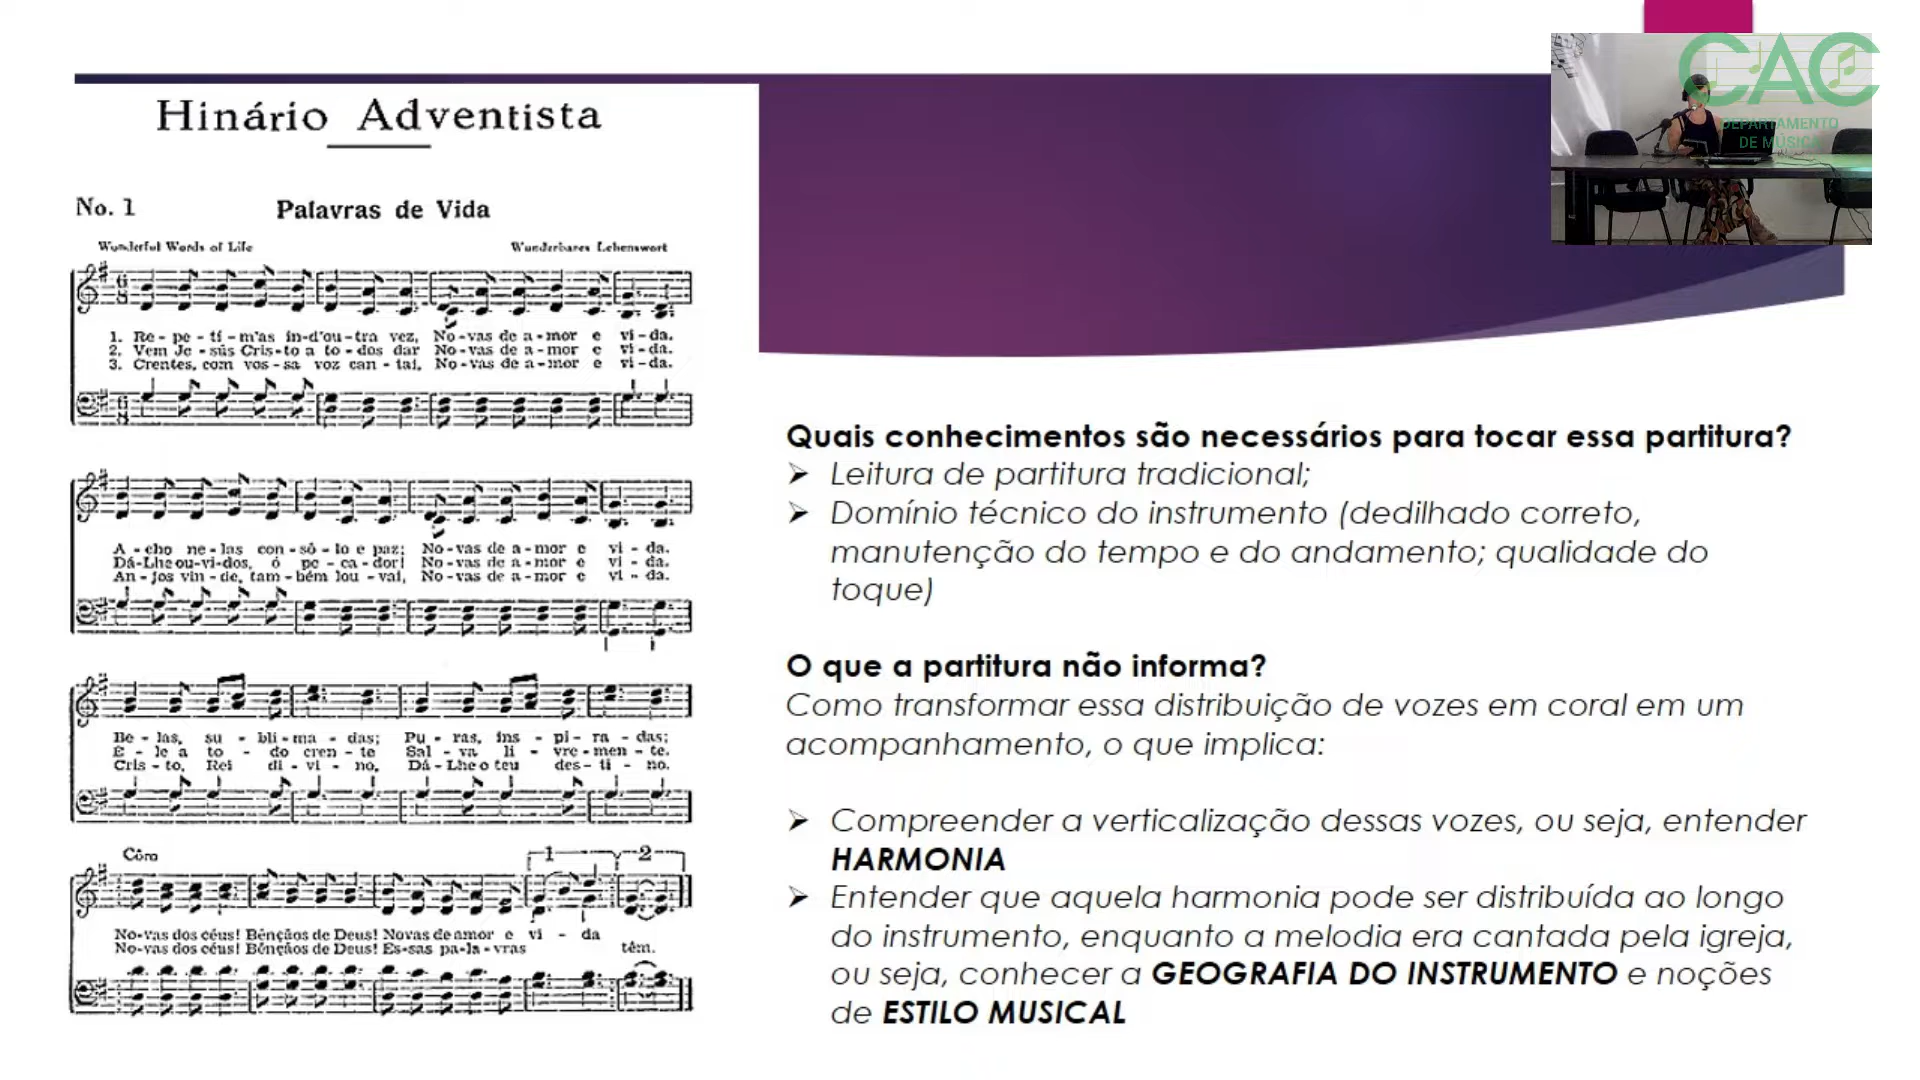 CAC
DEPARTAMENTO
DE MÚSICA
Hinário Adventista
No. 1
Palavras de Vida
Wonderful Words of Life
Wunderbares Lebenswort
1. Re - pe - ti - m'as in-d'ou-tra vez, No-vas de a-mor e vi-da.
2. Vem Je - sús Cris-to a to-dos dar No-vas de a-mor e vi-da.
3. Crentes, com vos-sa voz can - tai, No-vas de a-mor e vi-da.
A - cho ne-las con-sô-lo e paz; No-vas de a-mor e vi - da.
Dá-Lhe ou-vi-dos, ó pe-ca-dor! No-vas de a-mor e vi - da.
An - jos vin-de, tam-bém lou-vai, No-vas de a-mor e vi - da.
Be - las, su - bli - ma - das; Pu - ras, ins - pi - ra - das;
E - le a to - do cren - te Sal - va li - vre - men - te.
Cris - to, Rei di - vi - no, Dá-Lhe o teu des - ti - no.
Côro
1 2
No-vas dos céus! Bênçãos de Deus! Novas de amor e vi - da
No-vas dos céus! Bênçãos de Deus! Es-sas pa-la-vras têm.
Quais conhecimentos são necessários para tocar essa partitura?
Leitura de partitura tradicional;
Domínio técnico do instrumento (dedilhado correto,
manutenção do tempo e do andamento; qualidade do
toque)
O que a partitura não informa?
Como transformar essa distribuição de vozes em coral em um
acompanhamento, o que implica:
Compreender a verticalização dessas vozes, ou seja, entender
HARMONIA
Entender que aquela harmonia pode ser distribuída ao longo
do instrumento, enquanto a melodia era cantada pela igreja,
ou seja, conhecer a GEOGRAFIA DO INSTRUMENTO e noções
de ESTILO MUSICAL